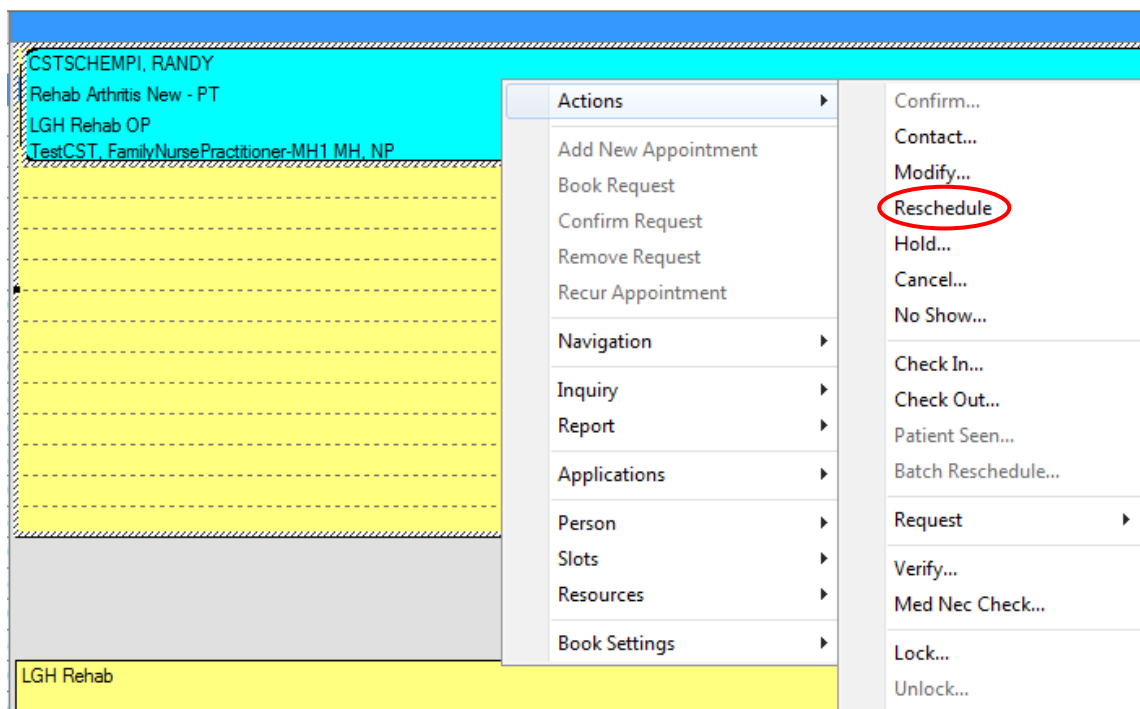 CSTSCHEMPI, RANDY
Rehab Arthritis New - PT
LGH Rehab OP
TestCST, FamilyNursePractitioner-MH1 MH, NP
LGH Rehab
Actions
Add New Appointment
Book Request
Confirm Request
Remove Request
Recur Appointment
Navigation
Inquiry
Report
Applications
Person
Slots
Resources
Book Settings
Confirm...
Contact...
Modify...
Reschedule
Hold...
Cancel...
No Show...
Check In...
Check Out...
Patient Seen...
Batch Reschedule...
Request
Verify...
Med Nec Check...
Lock...
Unlock...